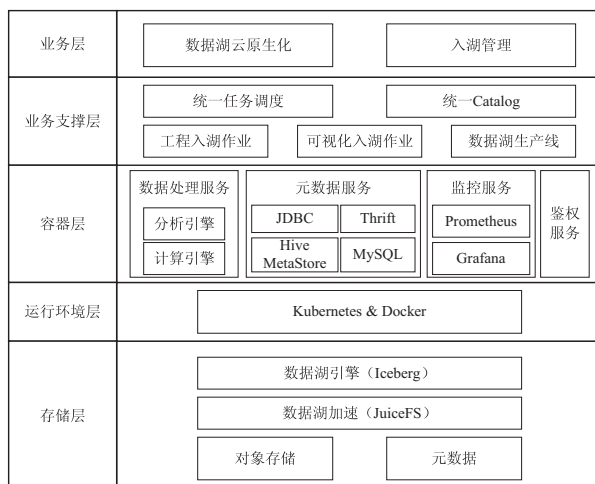 业务层
数据湖云原生化
入湖管理
业务支撑层
统一任务调度
统一Catalog
工程入湖作业
可视化入湖作业
数据湖生产线
容器层
数据处理服务
分析引擎
计算引擎
元数据服务
JDBC
Thrift
Hive
MetaStore
MySQL
监控服务
Prometheus
Grafana
鉴权
服务
运行环境层
Kubernetes & Docker
存储层
数据湖引擎（Iceberg）
数据湖加速（JuiceFS）
对象存储
元数据